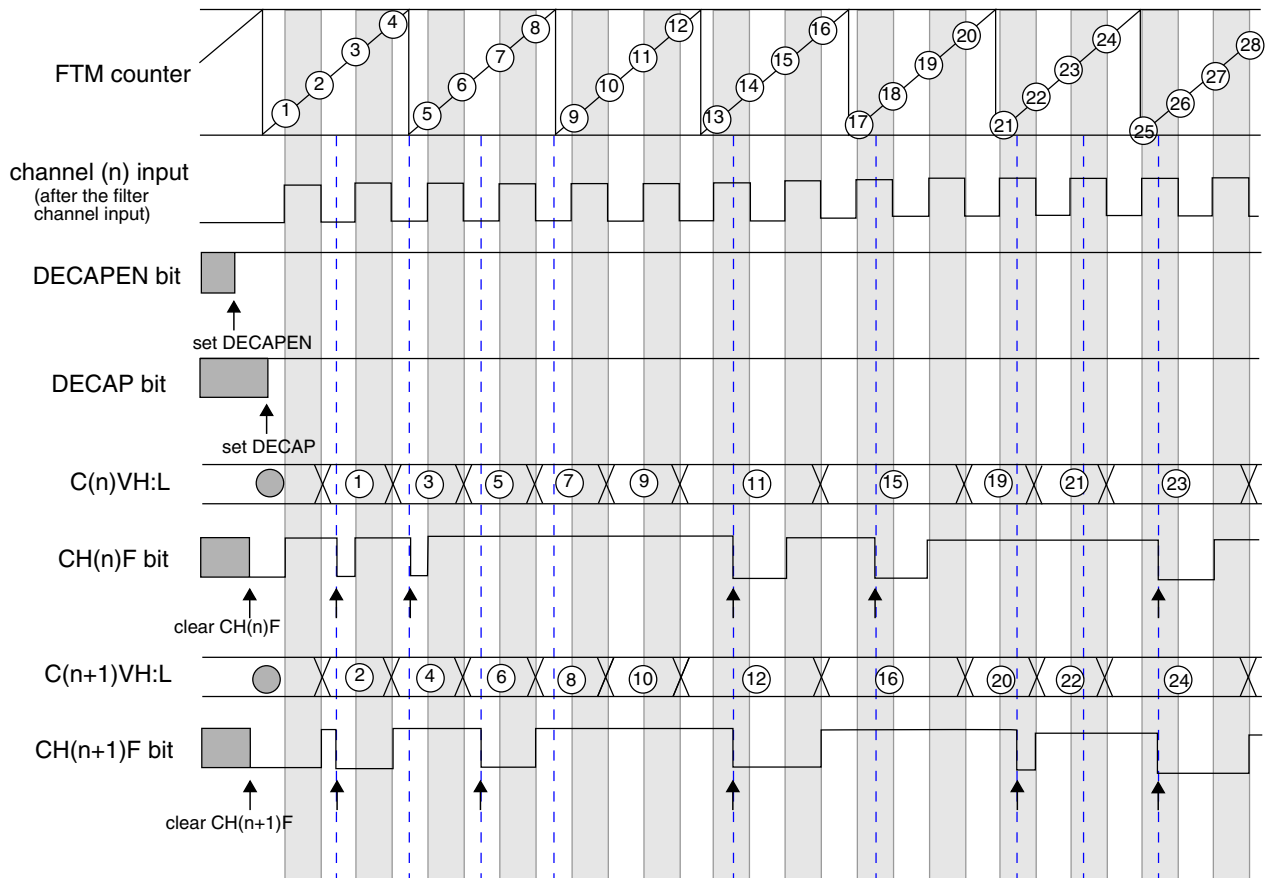 4 8 12 16 20 24 28
3 7 11 15 19 23 27
FTM counter 2 6 10 14 18 22 26
1 5 9 13 17 21 25
channel (n) input
(after the filter
channel input)
DECAPEN bit
set DECAPEN
DECAP bit
set DECAP
C(n)VH:L 1 3 5 7 9 11 15 19 21 23
CH(n)F bit
clear CH(n)F
C(n+1)VH:L 2 4 6 8 10 12 16 20 22 24
CH(n+1)F bit
clear CH(n+1)F